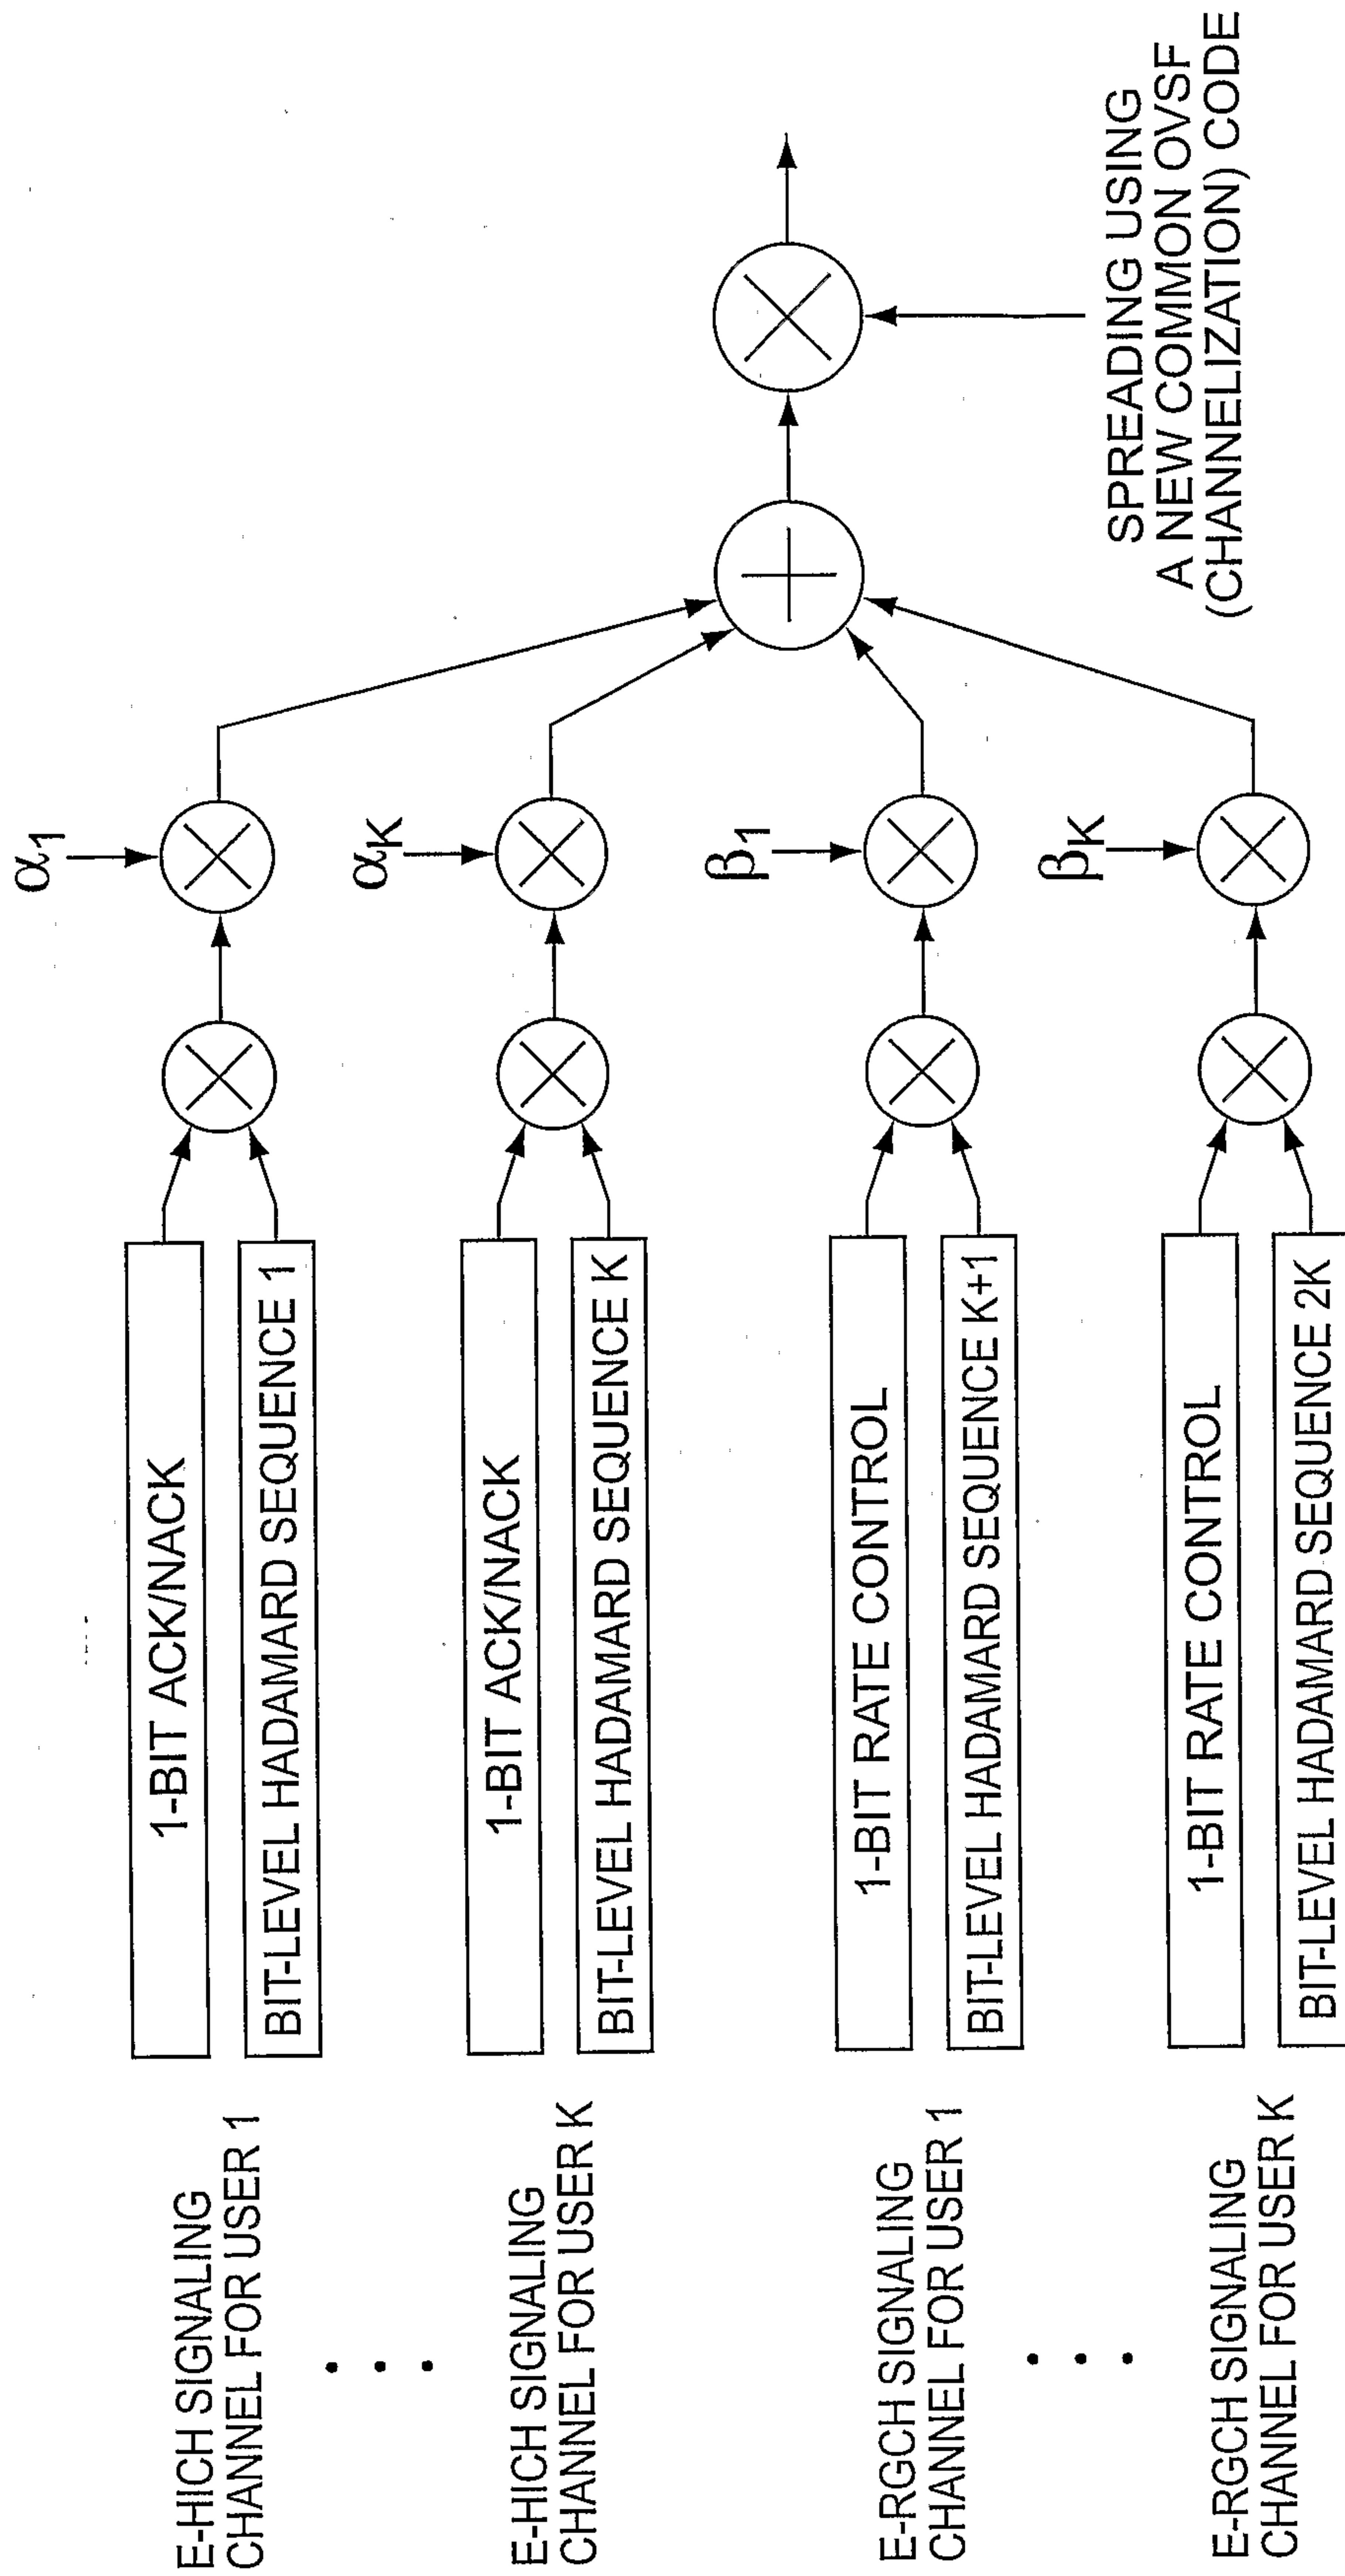 E-HICH SIGNALING
CHANNEL FOR USER 1
1-BIT ACK/NACK
BIT-LEVEL HADAMARD SEQUENCE 1
α1
E-HICH SIGNALING
CHANNEL FOR USER K
1-BIT ACK/NACK
BIT-LEVEL HADAMARD SEQUENCE K
αK
E-RGCH SIGNALING
CHANNEL FOR USER 1
1-BIT RATE CONTROL
BIT-LEVEL HADAMARD SEQUENCE K+1
β1
E-RGCH SIGNALING
CHANNEL FOR USER K
1-BIT RATE CONTROL
BIT-LEVEL HADAMARD SEQUENCE 2K
βK
SPREADING USING
A NEW COMMON OVSF
(CHANNELIZATION) CODE